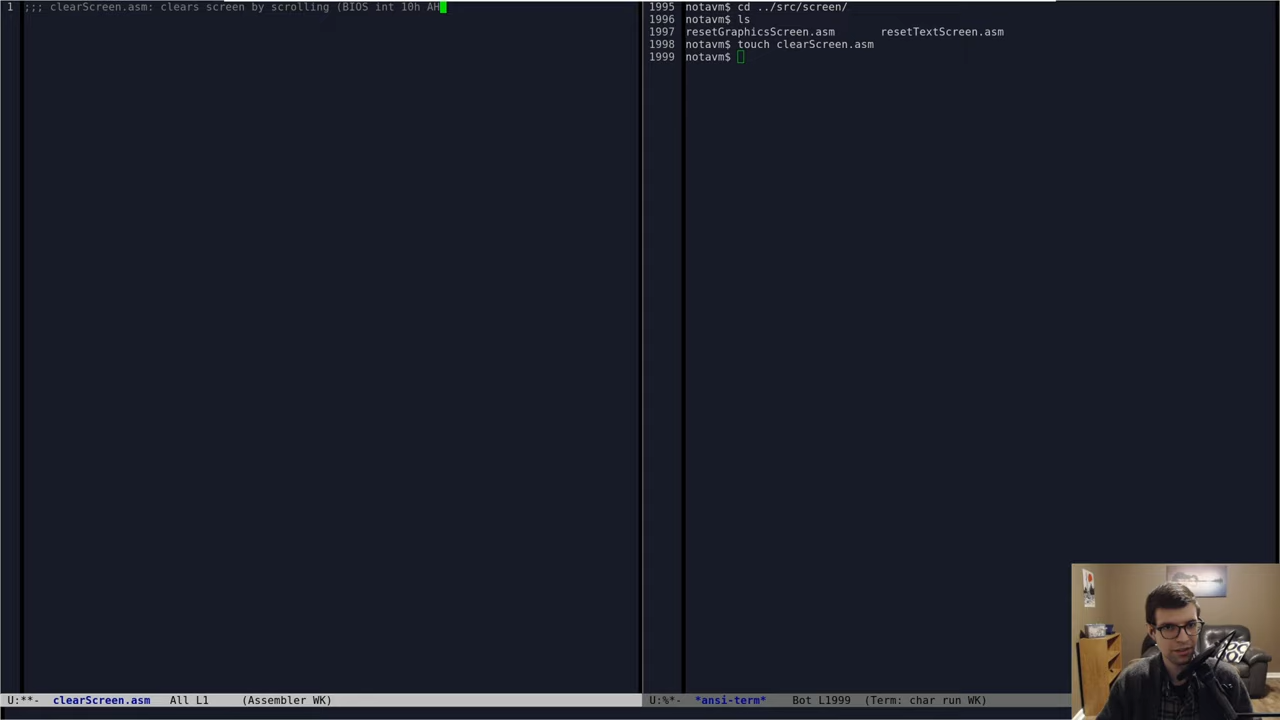 1 ;;; clearScreen.asm: clears screen by scrolling (BIOS int 10h AH
1995 notavm$ cd ../src/screen/
1996 notavm$ ls
1997 resetGraphicsScreen.asm resetTextScreen.asm
1998 notavm$ touch clearScreen.asm
1999 notavm$
U:**- clearScreen.asm All L1 (Assembler WK)
U:%*- *ansi-term* Bot L1999 (Term: char run WK)